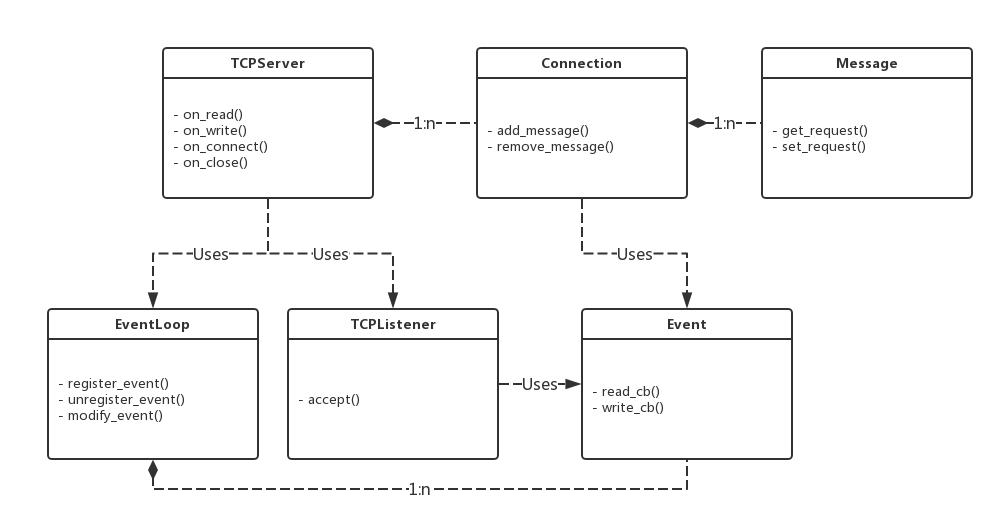 TCPServer
- on_read()
- on_write()
- on_connect()
- on_close()
1:n
Connection
- add_message()
- remove_message()
1:n
Message
- get_request()
- set_request()
Uses
Uses
Uses
EventLoop
- register_event()
- unregister_event()
- modify_event()
TCPListener
- accept()
Uses
Event
- read_cb()
- write_cb()
1:n